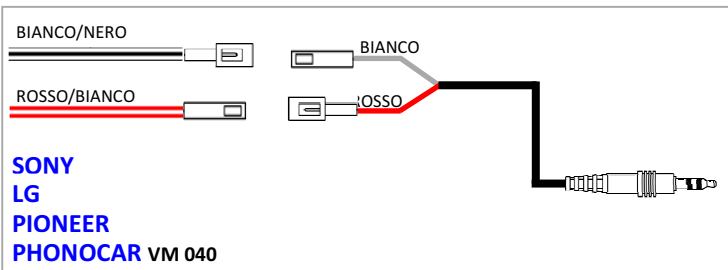 BIANCO/NERO
BIANCO
ROSSO/BIANCO
ROSSO
SONY
LG
PIONEER
PHONOCAR VM 040